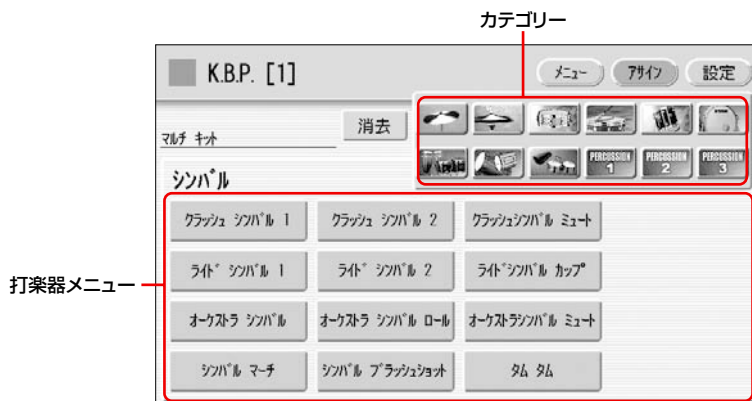 カテゴリー
K.B.P. [1]
ﾒﾆｭｰ ｱｻｲﾝ 設定
ﾏﾙﾁ ｷｯﾄ 消去
PERCUSSION 1 PERCUSSION 2 PERCUSSION 3
ｼﾝﾊﾞﾙ
ｸﾗｯｼｭ ｼﾝﾊﾞﾙ 1 ｸﾗｯｼｭ ｼﾝﾊﾞﾙ 2 ｸﾗｯｼｭｼﾝﾊﾞﾙ ﾐｭｰﾄ
ﾗｲﾄﾞ ｼﾝﾊﾞﾙ 1 ﾗｲﾄﾞ ｼﾝﾊﾞﾙ 2 ﾗｲﾄﾞｼﾝﾊﾞﾙ ｶｯﾌﾟ
打楽器メニュー
ｵｰｹｽﾄﾗ ｼﾝﾊﾞﾙ ｵｰｹｽﾄﾗ ｼﾝﾊﾞﾙ ﾛｰﾙ ｵｰｹｽﾄﾗｼﾝﾊﾞﾙ ﾐｭｰﾄ
ｼﾝﾊﾞﾙ ﾏｰﾁ ｼﾝﾊﾞﾙ ﾌﾞﾗｯｼｭｼｮｯﾄ ﾀﾑ ﾀﾑ